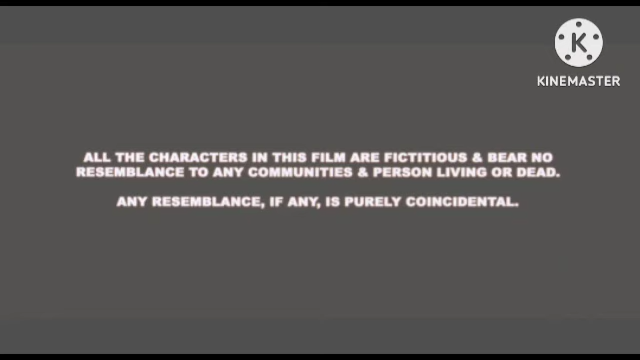 KINEMASTER
ALL THE CHARACTERS IN THIS FILM ARE FICTITIOUS & BEAR NO
RESEMBLANCE TO ANY COMMUNITIES & PERSON LIVING OR DEAD.
ANY RESEMBLANCE, IF ANY, IS PURELY COINCIDENTAL.